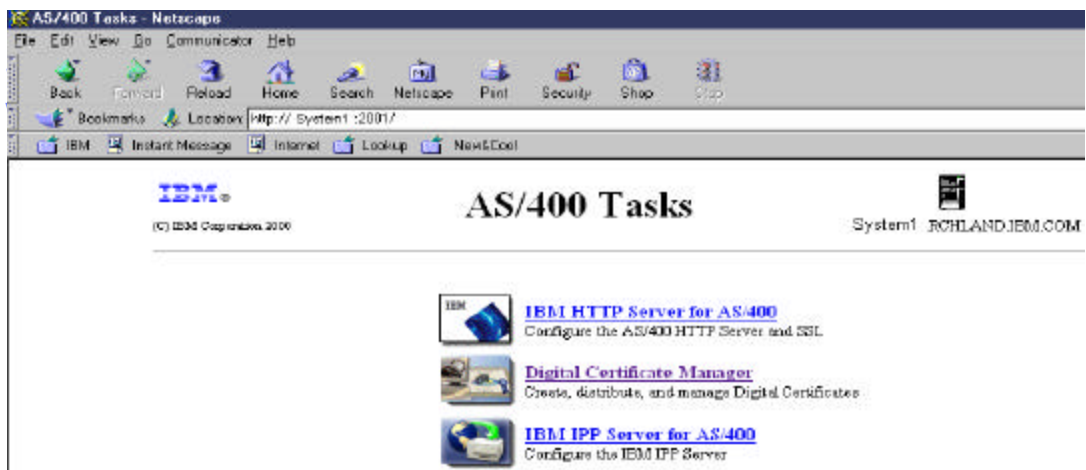 AS/400 Tasks - Netscape
File Edit View Go Communicator Help
Back Forward Reload Home Search Netscape Print Security Shop Stop
Bookmarks Location: http:// System1 :2001/
IBM Instant Message Internet Lookup New&Cool
IBM®
AS/400 Tasks
(C) IBM Corporation 2000
System1 RCHLAND.IBM.COM
IBM
IBM HTTP Server for AS/400
Configure the AS/400 HTTP Server and SSL
Digital Certificate Manager
Create, distribute, and manage Digital Certificates
IBM IPP Server for AS/400
Configure the IBM IPP Server